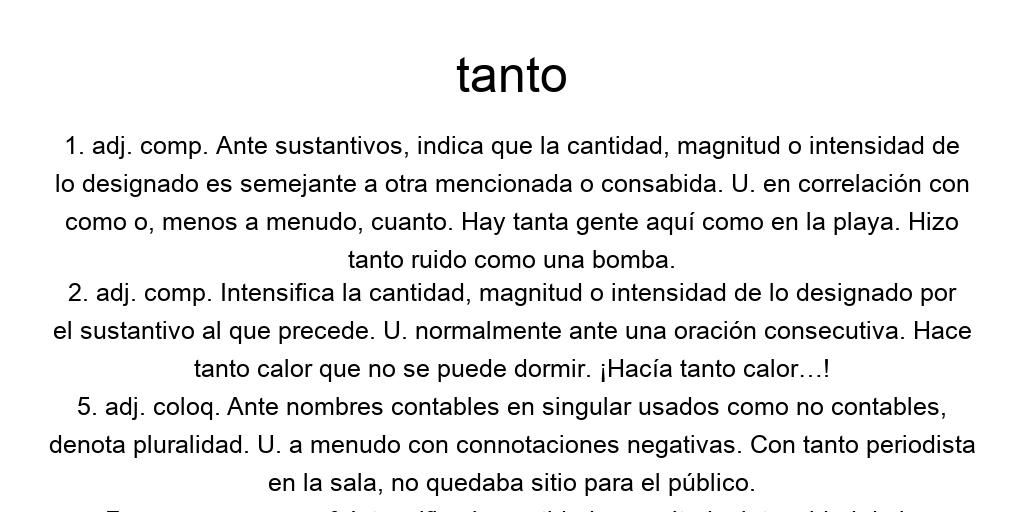 tanto
1. adj. comp. Ante sustantivos, indica que la cantidad, magnitud o intensidad de
lo designado es semejante a otra mencionada o consabida. U. en correlación con
como o, menos a menudo, cuanto. Hay tanta gente aquí como en la playa. Hizo
tanto ruido como una bomba.
2. adj. comp. Intensifica la cantidad, magnitud o intensidad de lo designado por
el sustantivo al que precede. U. normalmente ante una oración consecutiva. Hace
tanto calor que no se puede dormir. ¡Hacía tanto calor…!
5. adj. coloq. Ante nombres contables en singular usados como no contables,
denota pluralidad. U. a menudo con connotaciones negativas. Con tanto periodista
en la sala, no quedaba sitio para el público.